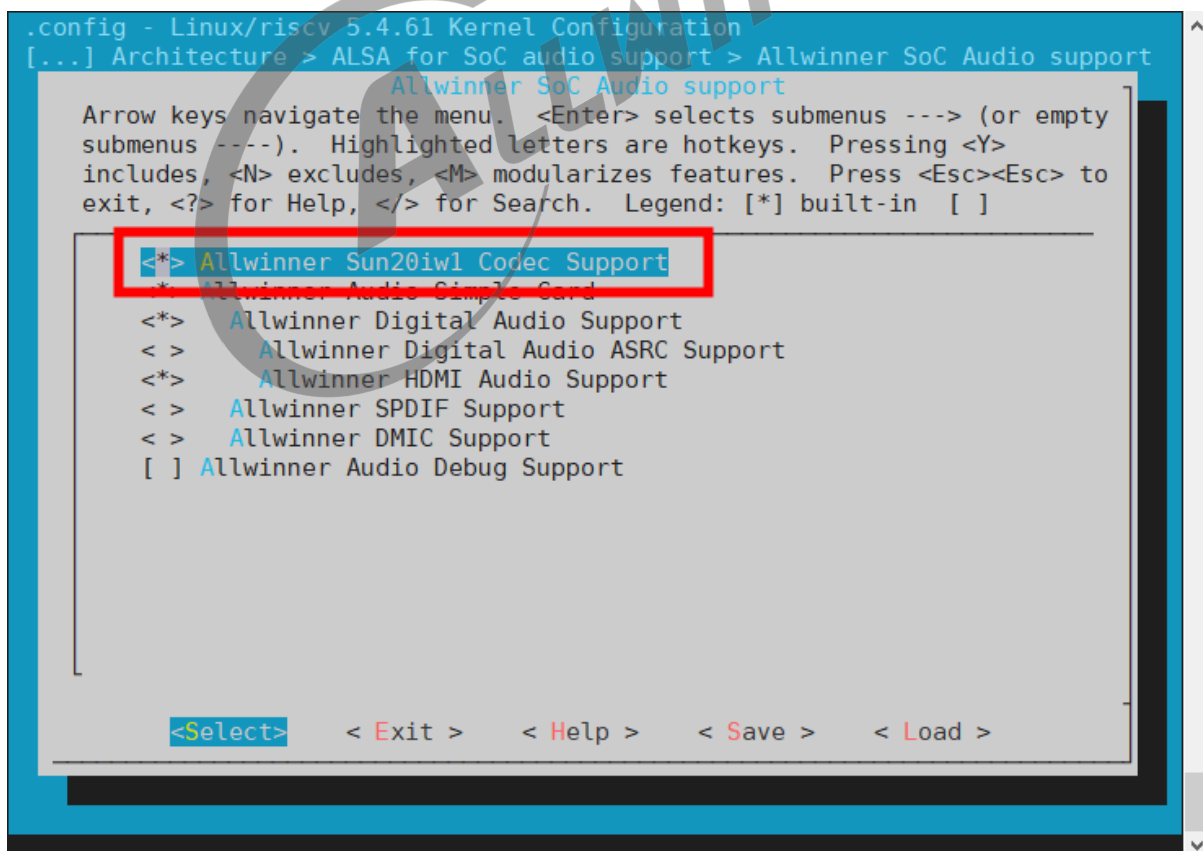 .config - Linux/riscv 5.4.61 Kernel Configuration
[...] Architecture > ALSA for SoC audio support > Allwinner SoC Audio support
Allwinner SoC Audio support
Arrow keys navigate the menu. <Enter> selects submenus ---> (or empty
submenus ----). Highlighted letters are hotkeys. Pressing <Y>
includes, <N> excludes, <M> modularizes features. Press <Esc><Esc> to
exit, <?> for Help, </> for Search. Legend: [*] built-in [ ]
<*> Allwinner Sun20iw1 Codec Support
<*> Allwinner Audio Simple Card
<*> Allwinner Digital Audio Support
< > Allwinner Digital Audio ASRC Support
<*> Allwinner HDMI Audio Support
< > Allwinner SPDIF Support
< > Allwinner DMIC Support
[ ] Allwinner Audio Debug Support
<Select> < Exit > < Help > < Save > < Load >